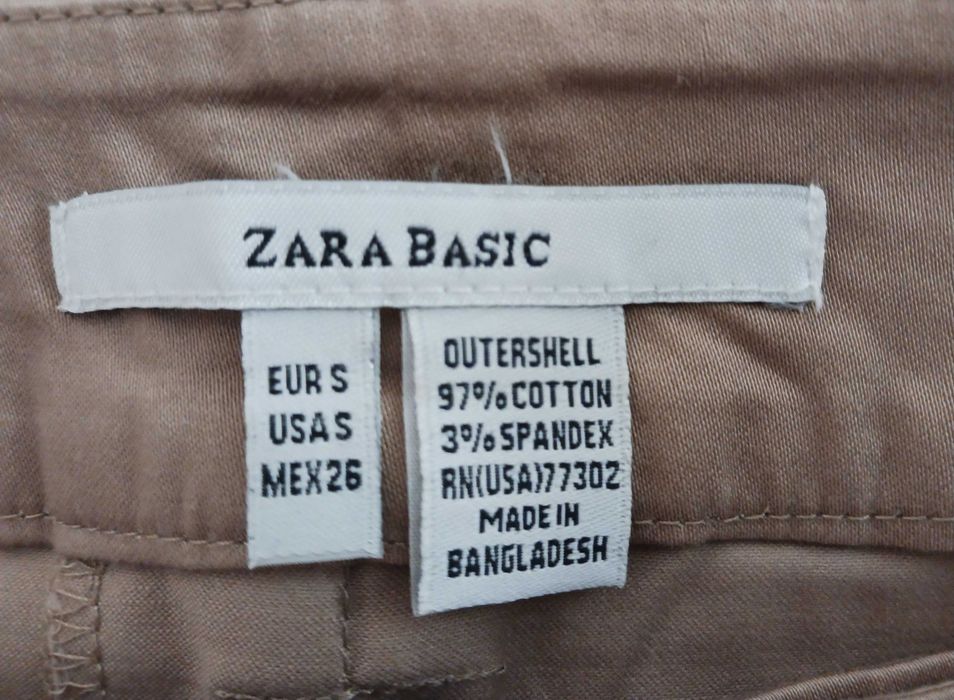 ZARA BASIC
EUR S
USA S
MEX 26
OUTERSHELL
97% COTTON
3% SPANDEX
RN(USA)77302
MADE IN
BANGLADESH